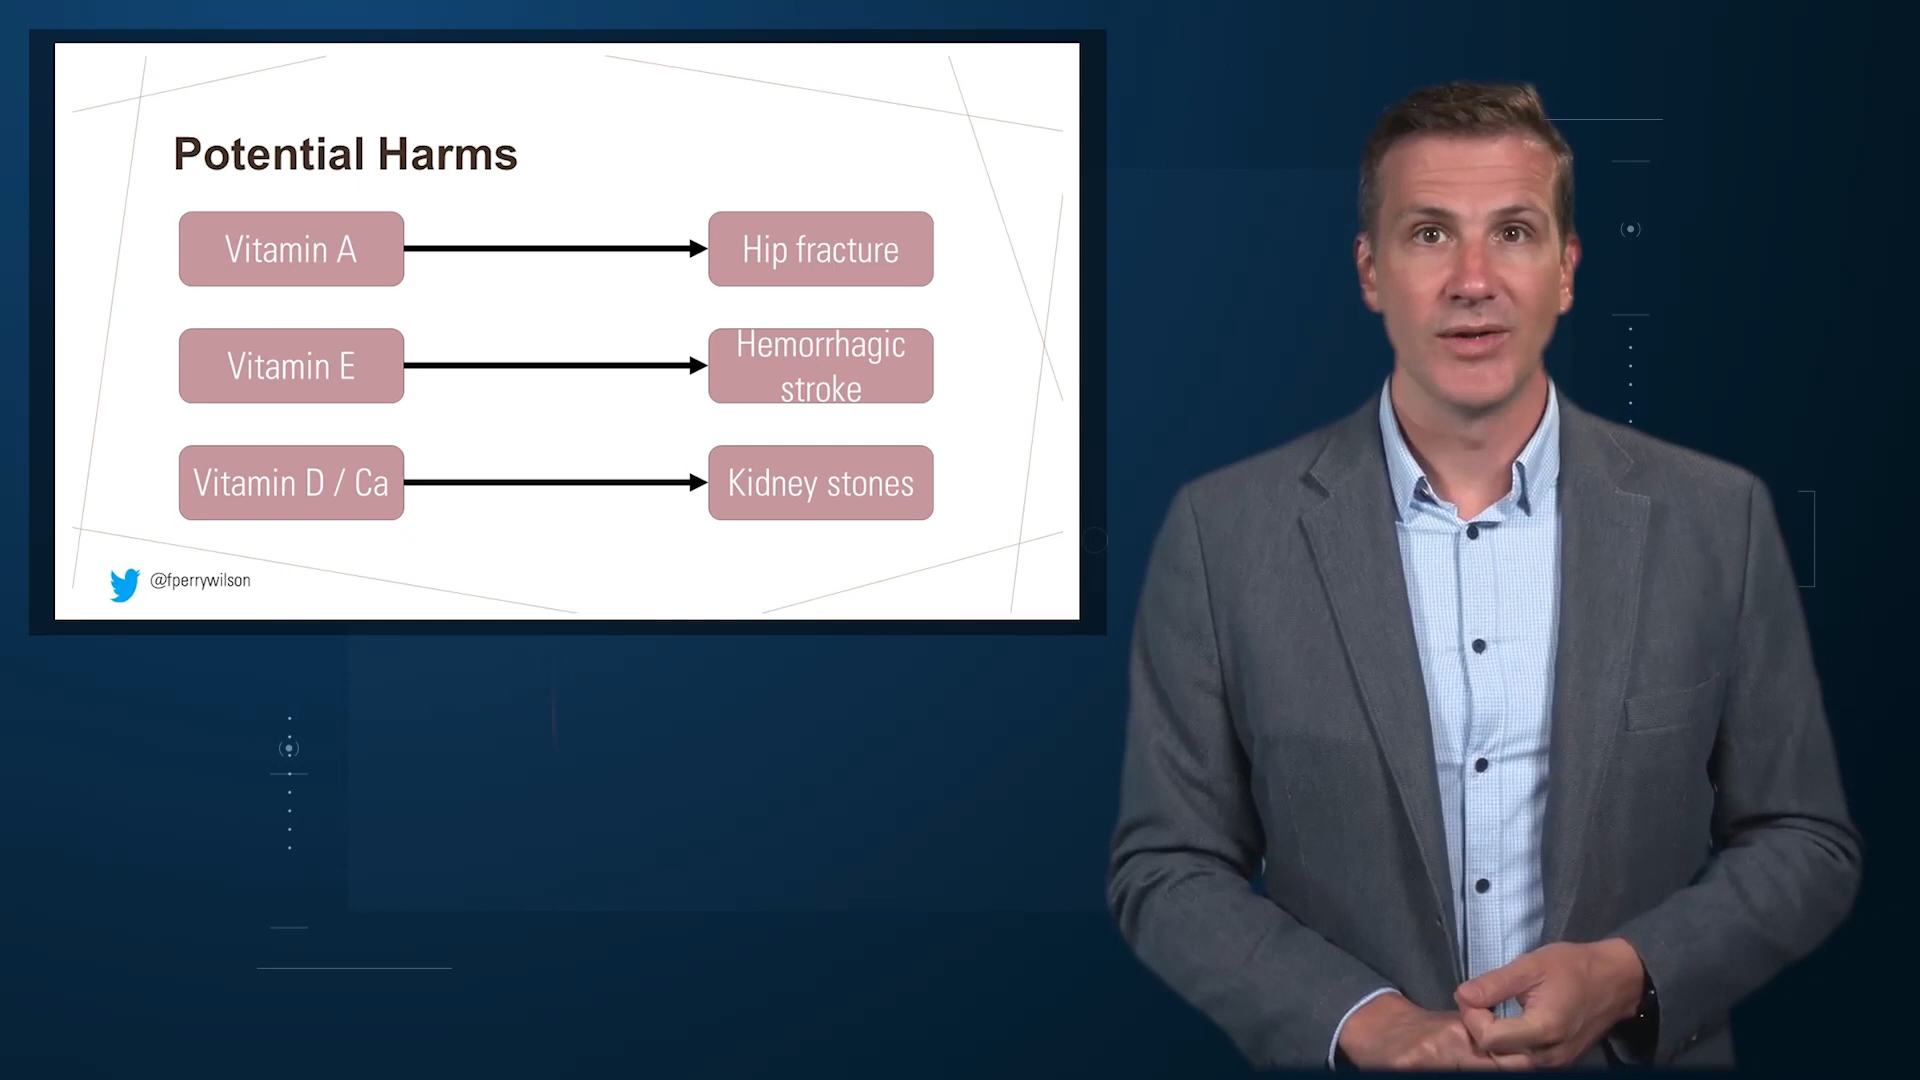 Potential Harms
Vitamin A
Hip fracture
Vitamin E
Hemorrhagic
stroke
Vitamin D / Ca
Kidney stones
@fperrywilson